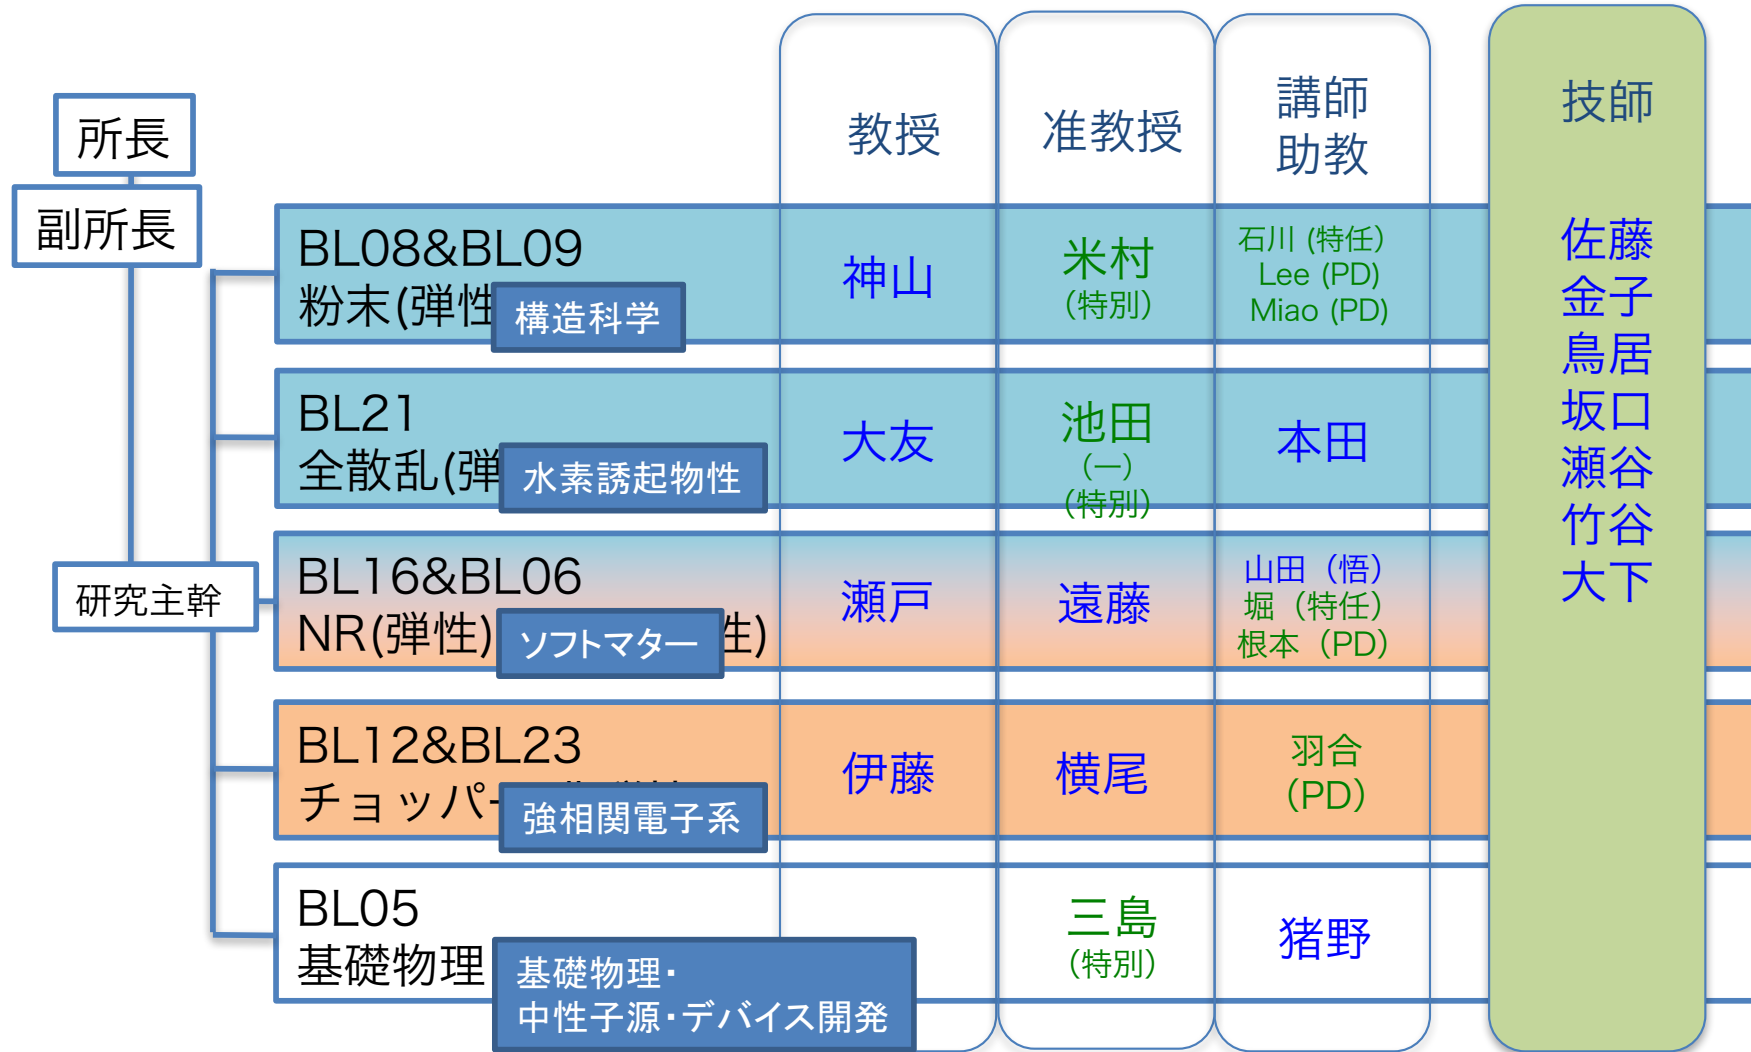 所長
副所長
研究主幹
教授
准教授
講師
助教
技師
BL08&BL09
粉末(弾性
構造科学
神山
米村
(特別)
石川 (特任)
Lee (PD)
Miao (PD)
BL21
全散乱(弾
水素誘起物性
大友
池田
(一)
(特別)
本田
BL16&BL06
NR(弾性)
性)
ソフトマター
瀬戸
遠藤
山田（悟）
堀（特任）
根本（PD）
BL12&BL23
チョッパー
強相関電子系
伊藤
横尾
羽合
(PD)
BL05
基礎物理
基礎物理・
中性子源・デバイス開発
三島
(特別)
猪野
佐藤
金子
鳥居
坂口
瀬谷
竹谷
大下